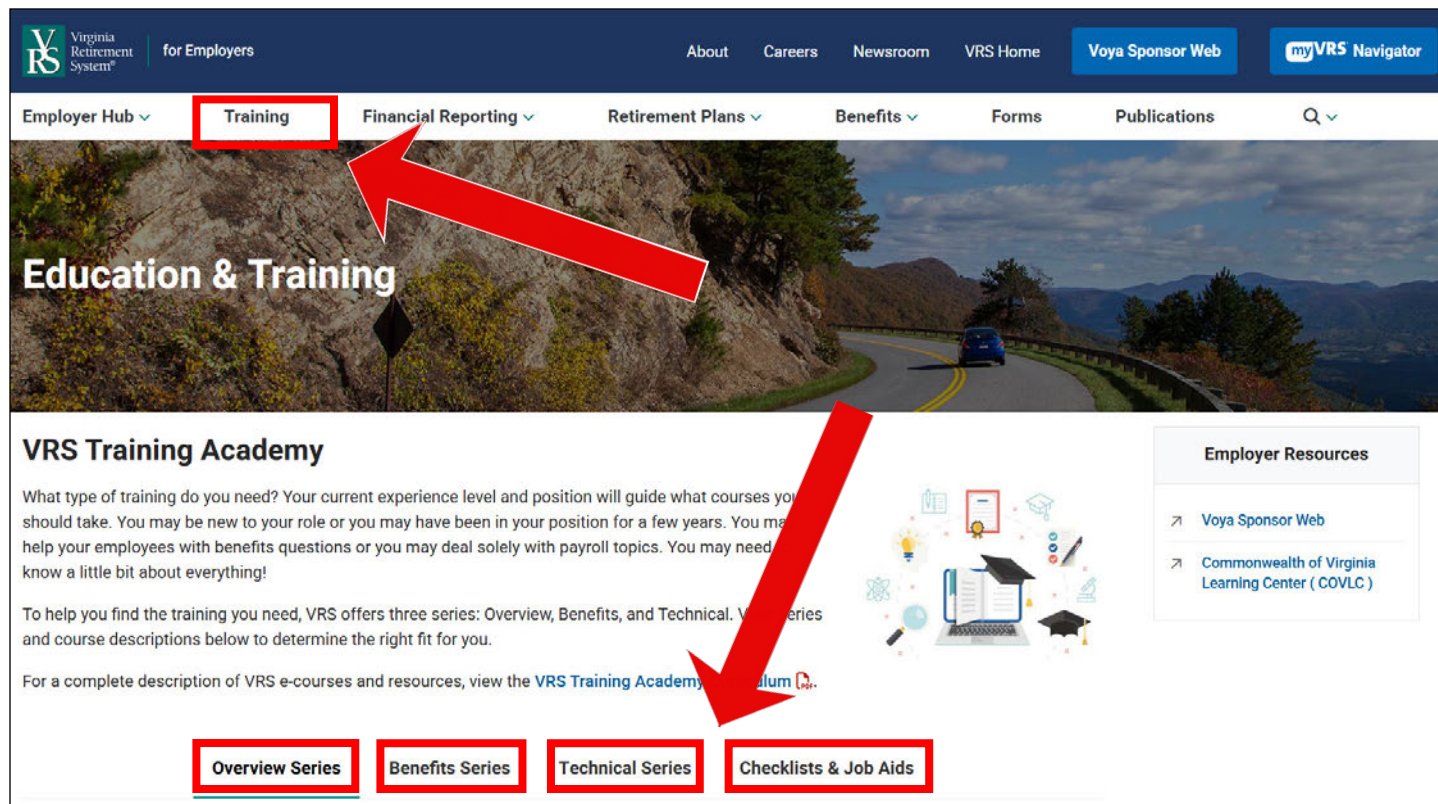 Virginia
Retirement
System®
VRS
for Employers
About Careers Newsroom VRS Home Voya Sponsor Web myVRS Navigator
Employer Hub Training Financial Reporting Retirement Plans Benefits Forms Publications
Education & Training
VRS Training Academy
What type of training do you need? Your current experience level and position will guide what courses you
should take. You may be new to your role or you may have been in your position for a few years. You
help your employees with benefits questions or you may deal solely with payroll topics. You may need
know a little bit about everything!
To help you find the training you need, VRS offers three series: Overview, Benefits, and Technical.
and course descriptions below to determine the right fit for you.
For a complete description of VRS e-courses and resources, view the VRS Training Academy PDF.
Employer Resources
Voya Sponsor Web
Commonwealth of Virginia
Learning Center ( COVLC )
Overview Series Benefits Series Technical Series Checklists & Job Aids